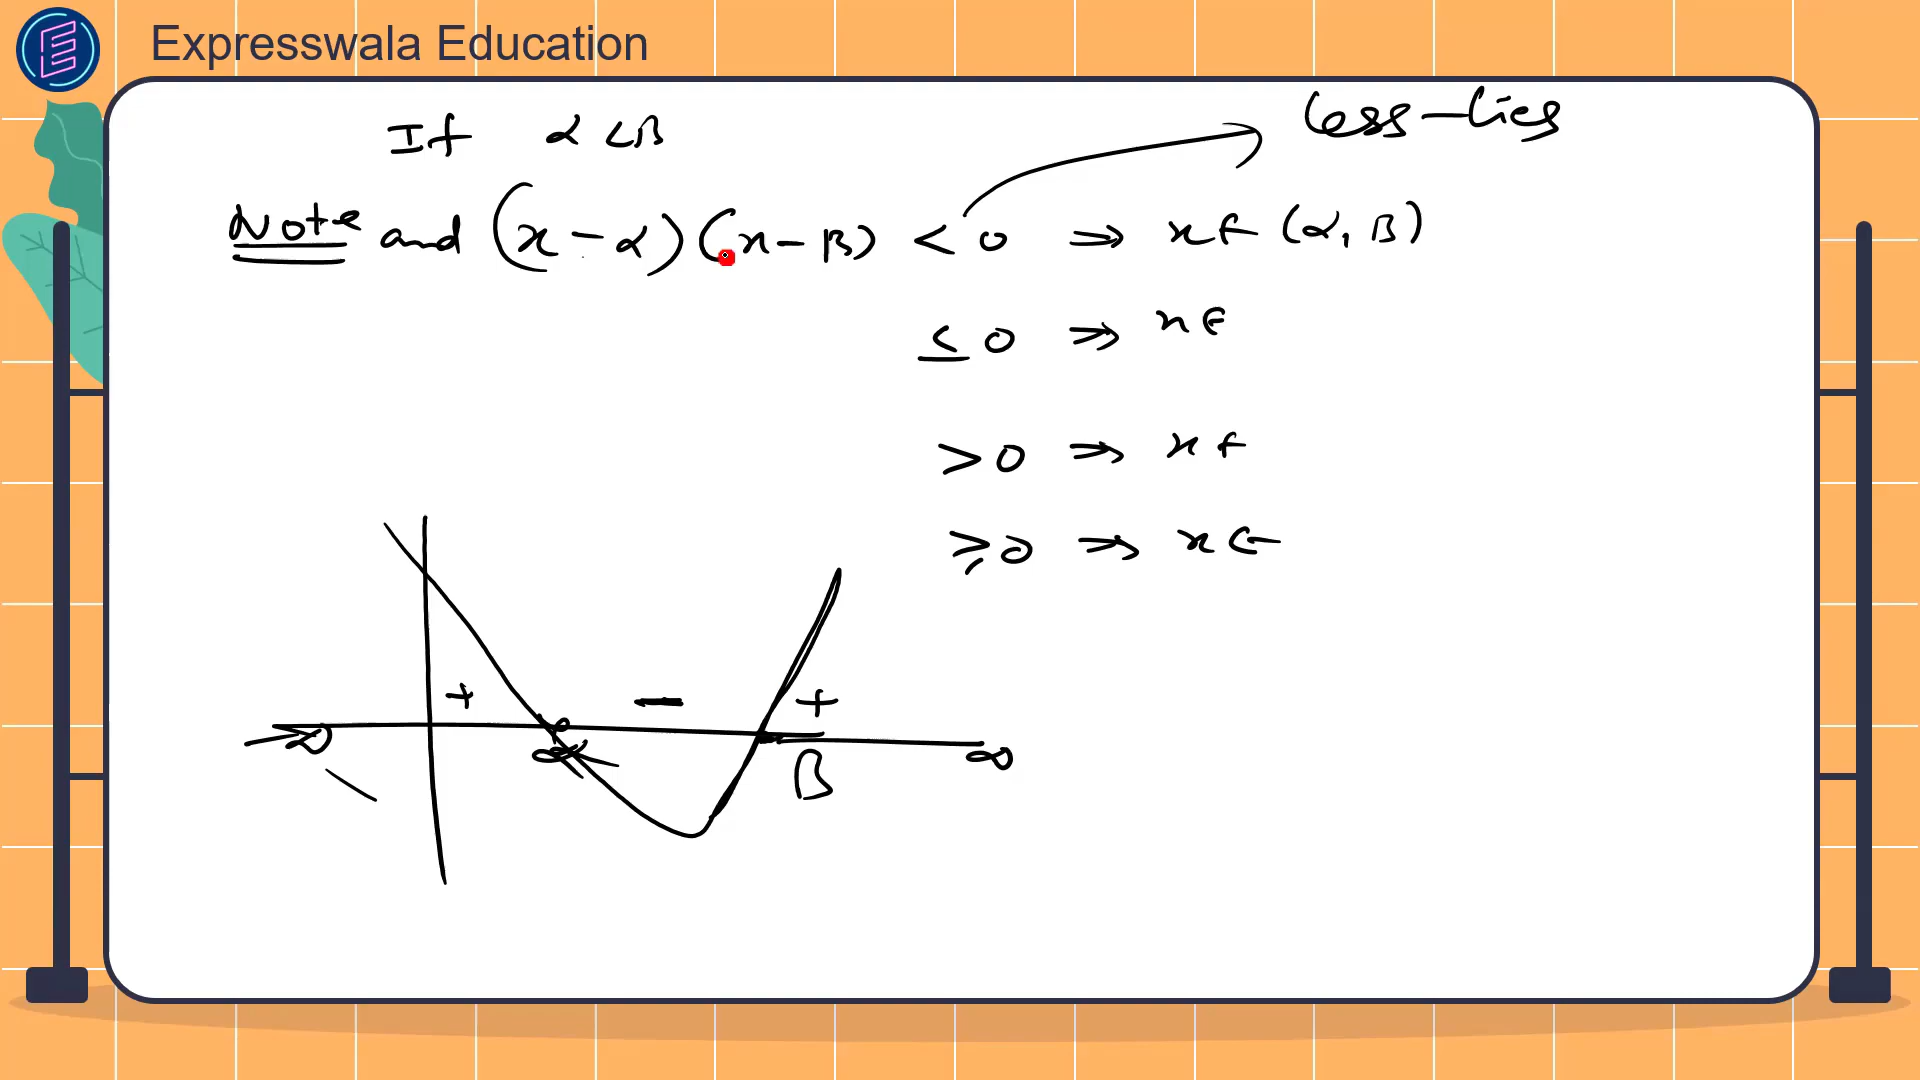 Expresswala Education
If α < β
less-lies
Note and (x - α)(x - β) < 0 ⇒ x ∈ (α, β)
≤ 0 ⇒ x ∈
> 0 ⇒ x ∈
≥ 0 ⇒ x ∈
+ - +
-∞ α β ∞